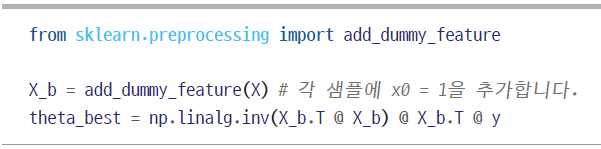 from sklearn.preprocessing import add_dummy_feature
X_b = add_dummy_feature(X) # 각 샘플에 x0 = 1을 추가합니다.
theta_best = np.linalg.inv(X_b.T @ X_b) @ X_b.T @ y